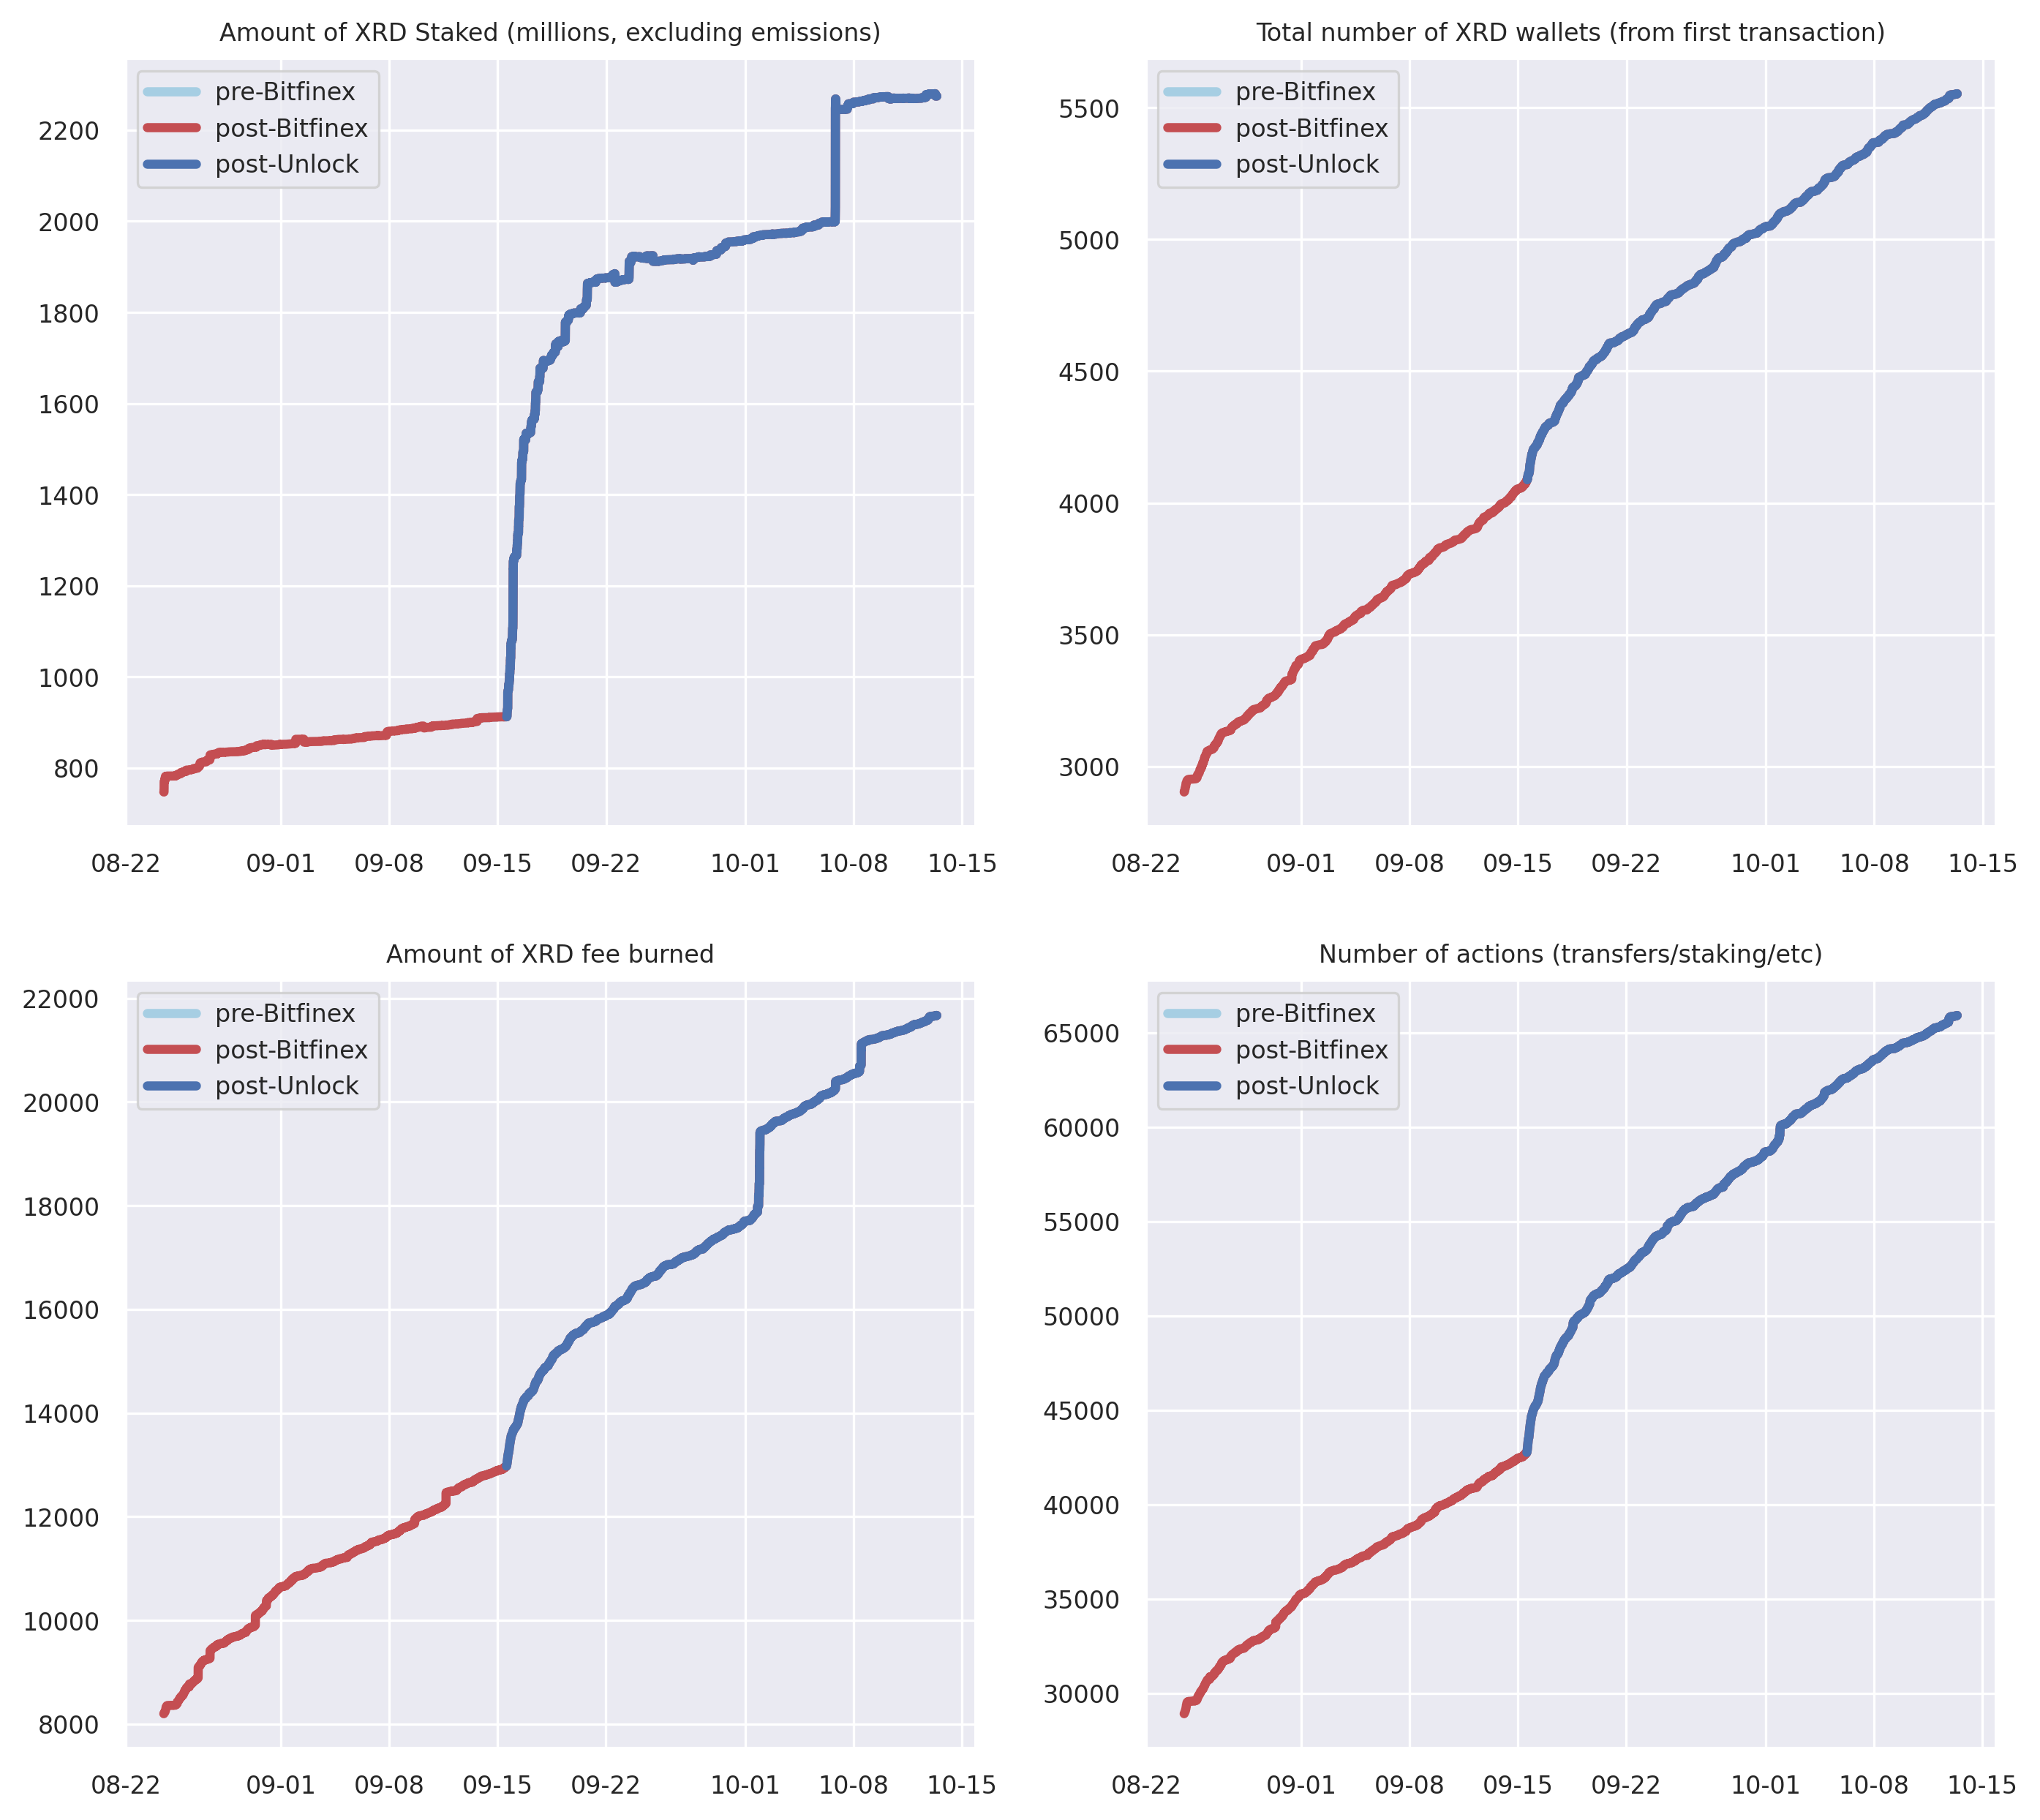 Amount of XRD Staked (millions, excluding emissions)
pre-Bitfinex
post-Bitfinex
post-Unlock
2200
2000
1800
1600
1400
1200
1000
800
08-22 09-01 09-08 09-15 09-22 10-01 10-08 10-15
Total number of XRD wallets (from first transaction)
pre-Bitfinex
post-Bitfinex
post-Unlock
5500
5000
4500
4000
3500
3000
08-22 09-01 09-08 09-15 09-22 10-01 10-08 10-15
Amount of XRD fee burned
pre-Bitfinex
post-Bitfinex
post-Unlock
22000
20000
18000
16000
14000
12000
10000
8000
08-22 09-01 09-08 09-15 09-22 10-01 10-08 10-15
Number of actions (transfers/staking/etc)
pre-Bitfinex
post-Bitfinex
post-Unlock
65000
60000
55000
50000
45000
40000
35000
30000
08-22 09-01 09-08 09-15 09-22 10-01 10-08 10-15